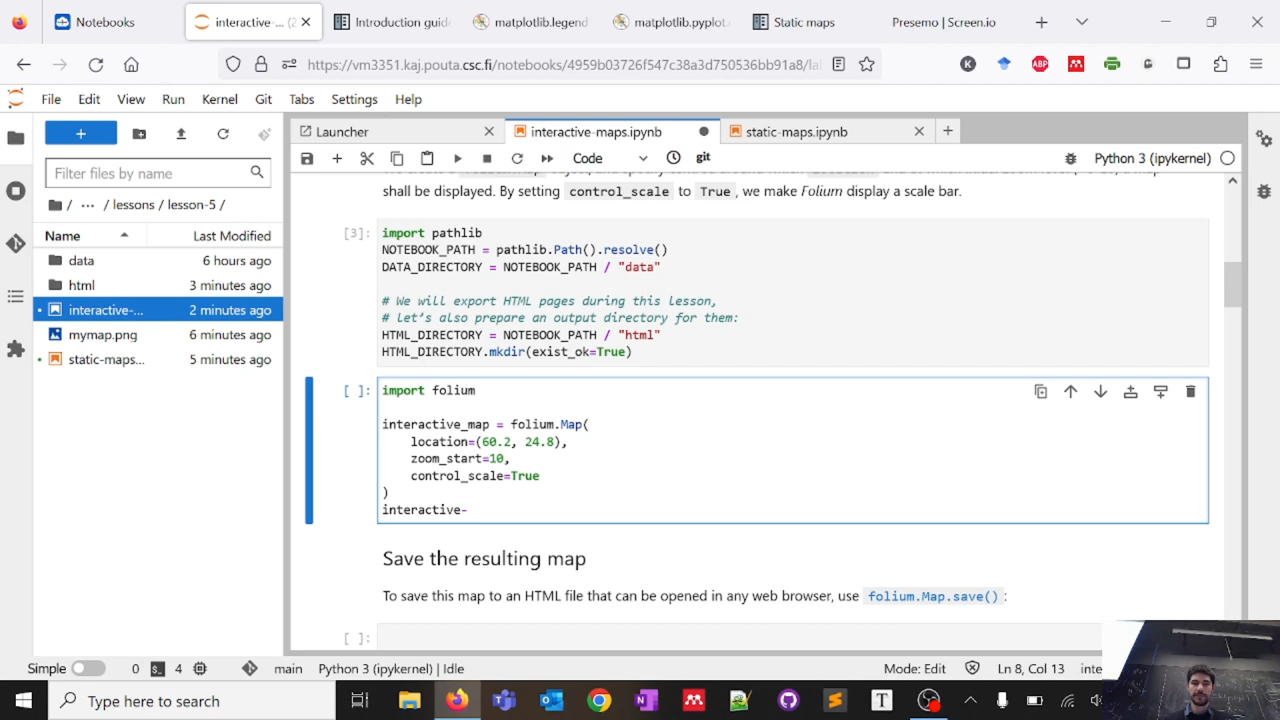 Notebooks
interactive-... (2
Introduction guid
matplotlib.legend
matplotlib.pyplot.
Static maps
Presemo | Screen.io
https://vm3351.kaj.pouta.csc.fi/notebooks/4959b03726f547c38a3d750536bb91a8/la
File Edit View Run Kernel Git Tabs Settings Help
Launcher
interactive-maps.ipynb
static-maps.ipynb
Code
git
Python 3 (ipykernel)
Filter files by name
/ ... / lessons / lesson-5 /
Name Last Modified
data 6 hours ago
html 3 minutes ago
interactive-... 2 minutes ago
mymap.png 6 minutes ago
static-maps... 5 minutes ago
shall be displayed. By setting control_scale to True, we make Folium display a scale bar.
[3]: import pathlib
NOTEBOOK_PATH = pathlib.Path().resolve()
DATA_DIRECTORY = NOTEBOOK_PATH / "data"
# We will export HTML pages during this lesson,
# let's also prepare an output directory for them:
HTML_DIRECTORY = NOTEBOOK_PATH / "html"
HTML_DIRECTORY.mkdir(exist_ok=True)
[ ]: import folium
interactive_map = folium.Map(
location=(60.2, 24.8),
zoom_start=10,
control_scale=True
)
interactive-
Save the resulting map
To save this map to an HTML file that can be opened in any web browser, use folium.Map.save():
[ ]:
Simple 0 4 main Python 3 (ipykernel) | Idle Mode: Edit Ln 8, Col 13 inte
Type here to search